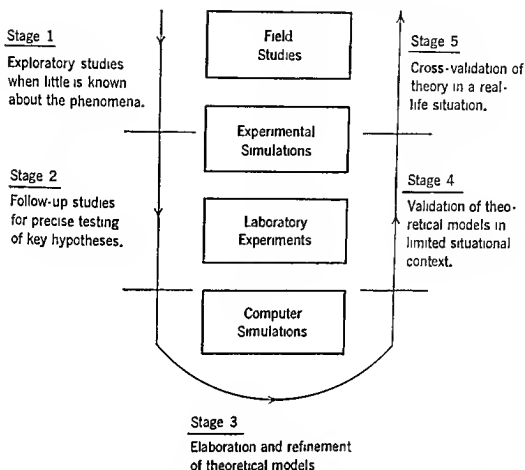 Stage 1
Exploratory studies
when little is known
about the phenomena.
Stage 2
Follow-up studies
for precise testing
of key hypotheses.
Field
Studies
Experimental
Simulations
Laboratory
Experiments
Computer
Simulations
Stage 3
Elaboration and refinement
of theoretical models
Stage 5
Cross-validation of
theory in a real-
life situation.
Stage 4
Validation of theo-
retical models in
limited situational
context.